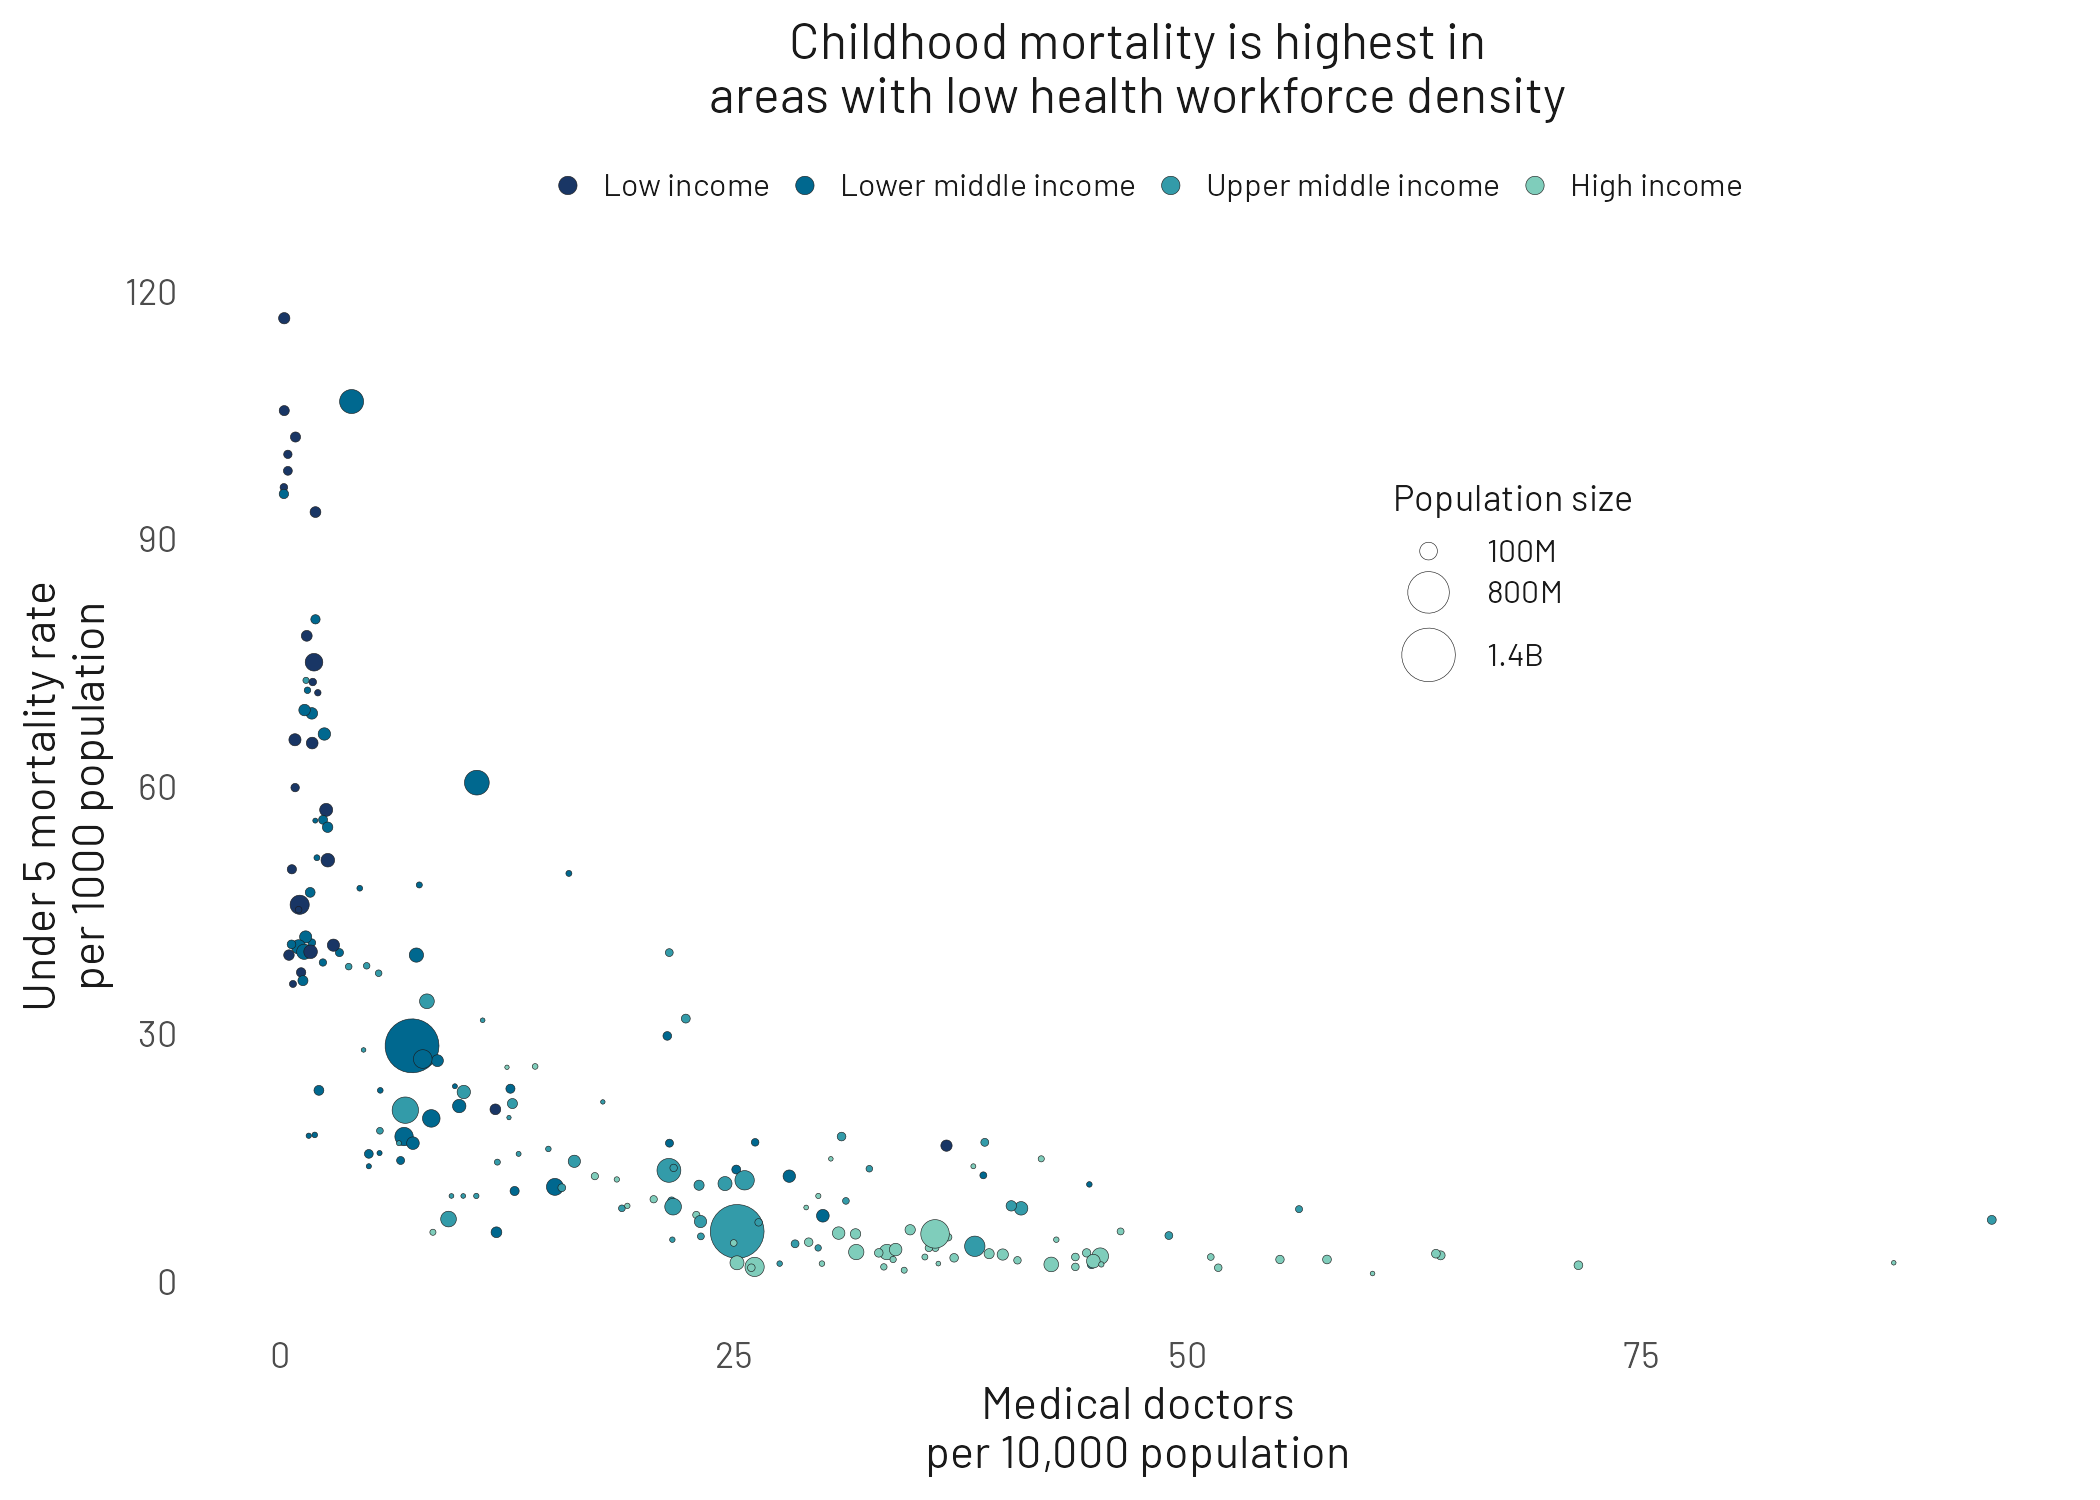 Childhood mortality is highest in
areas with low health workforce density
Low income
Lower middle income
Upper middle income
High income
120
90
60
30
0
Under 5 mortality rate
per 1000 population
Population size
100M
800M
1.4B
0
25
50
75
Medical doctors
per 10,000 population